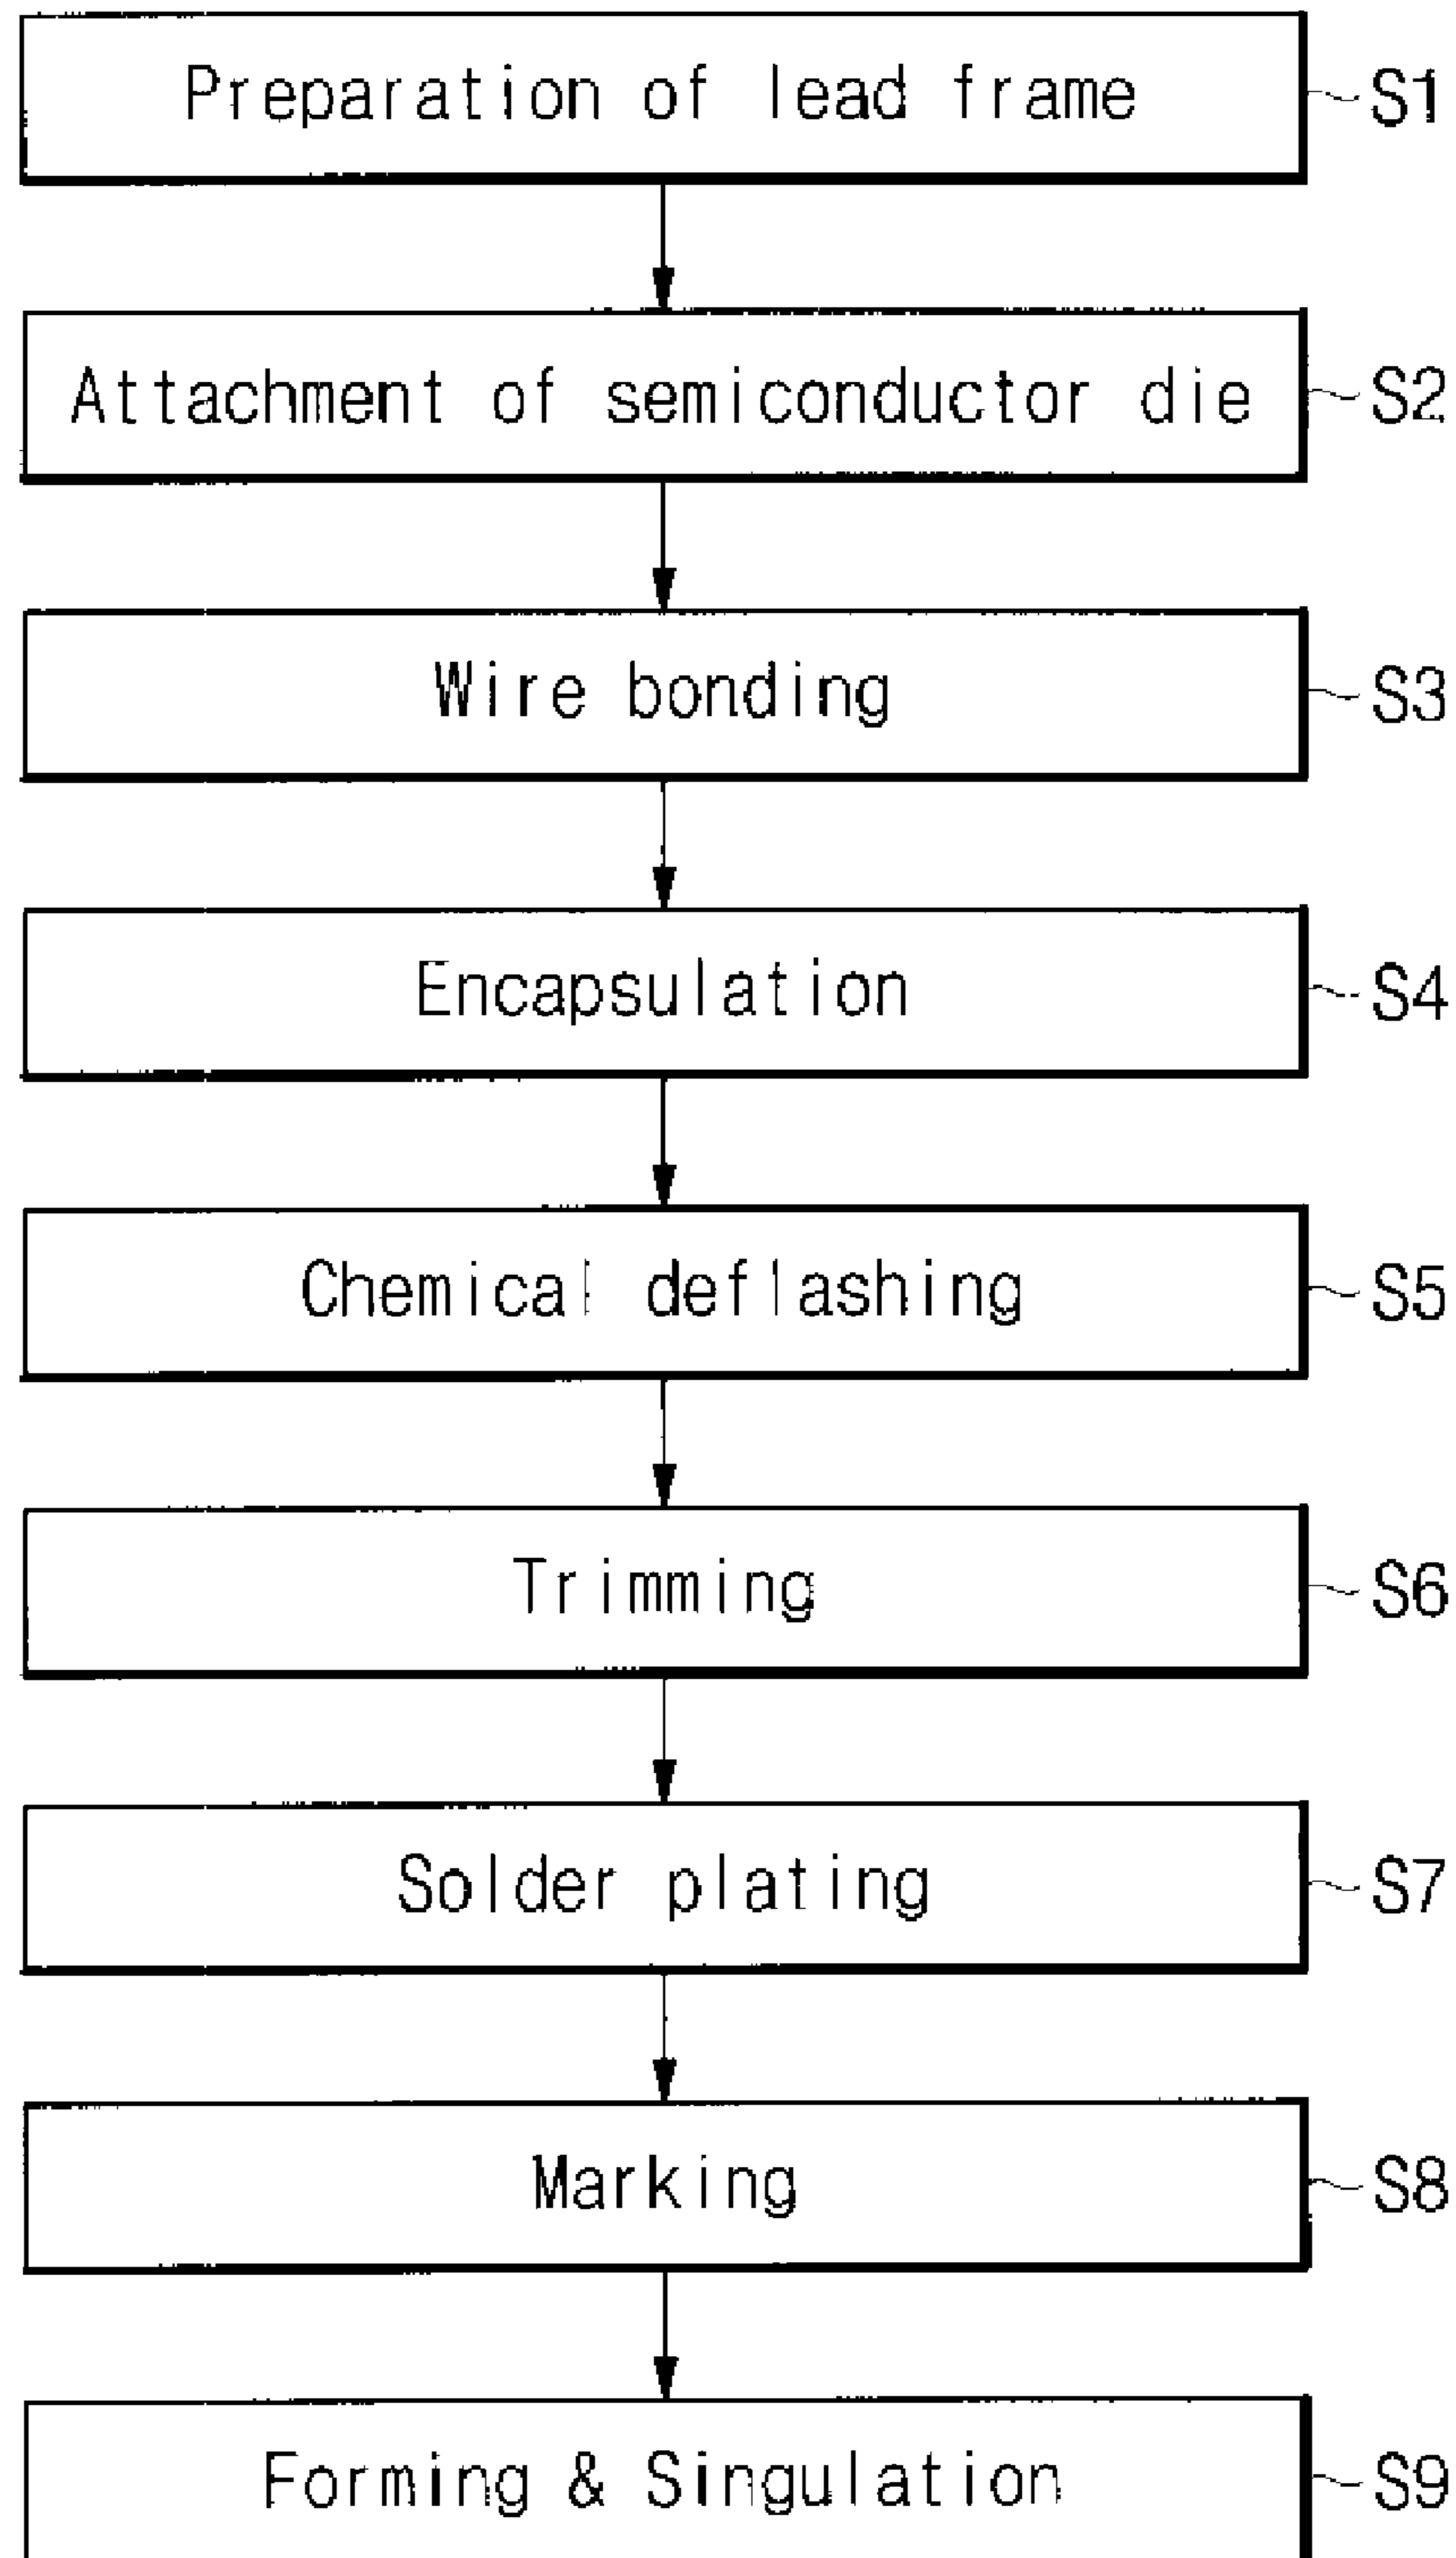 Preparation of lead frame S1
Attachment of semiconductor die S2
Wire bonding S3
Encapsulation S4
Chemical deflashing S5
Trimming S6
Solder plating S7
Marking S8
Forming & Singulation S9